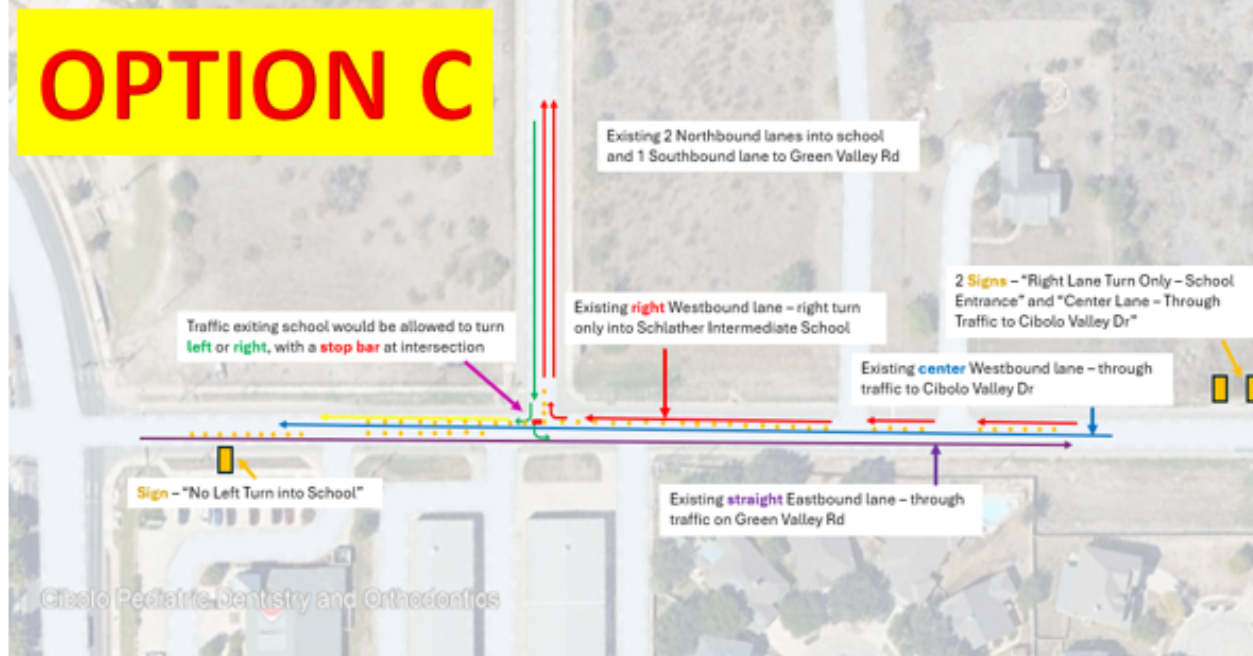 OPTION C
Existing 2 Northbound lanes into school
and 1 Southbound lane to Green Valley Rd
2 Signs – "Right Lane Turn Only – School
Entrance" and "Center Lane – Through
Traffic to Cibolo Valley Dr"
Existing right Westbound lane – right turn
only into Schlather Intermediate School
Traffic exiting school would be allowed to turn
left or right, with a stop bar at intersection
Existing center Westbound lane – through
traffic to Cibolo Valley Dr
Sign – "No Left Turn into School"
Existing straight Eastbound lane – through
traffic on Green Valley Rd
Cibolo Pediatric Dentistry and Orthodontics